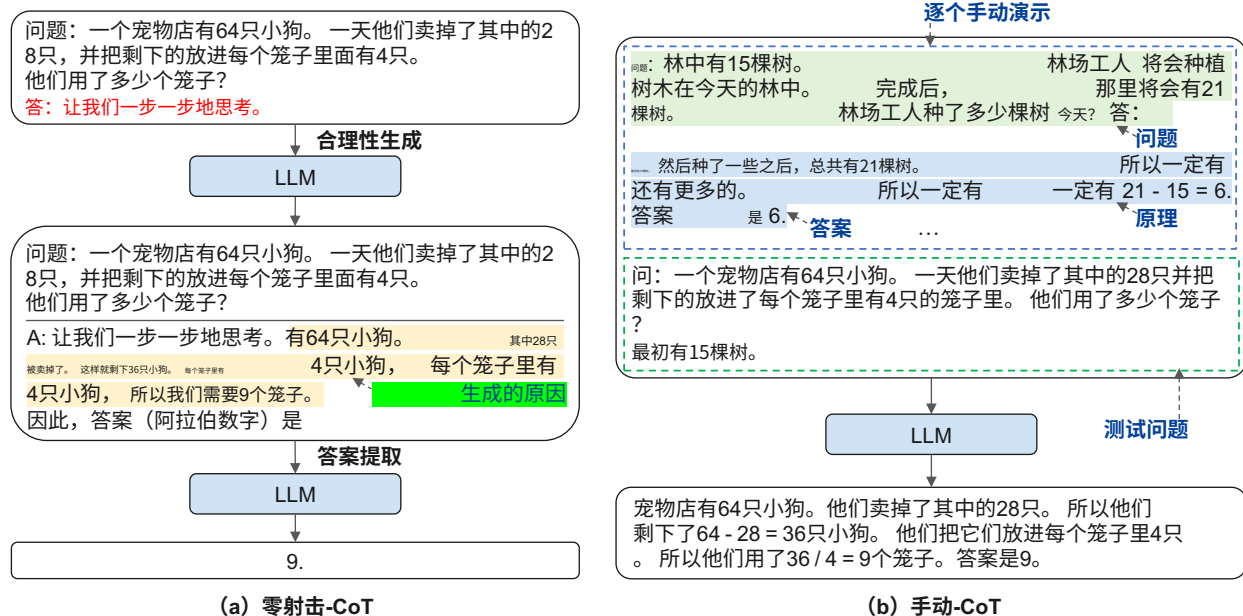 问题：一个宠物店有64只小狗。 一天他们卖掉了其中的2
8只，并把剩下的放进每个笼子里面有4只。
他们用了多少个笼子？
答：让我们一步一步地思考。
合理性生成
LLM
问题：一个宠物店有64只小狗。 一天他们卖掉了其中的2
8只，并把剩下的放进每个笼子里面有4只。
他们用了多少个笼子？
A: 让我们一步一步地思考。有64只小狗。 其中28只
被卖掉了。 这样就剩下36只小狗。 每个笼子里有 4只小狗， 每个笼子里有
4只小狗， 所以我们需要9个笼子。 生成的原因
因此，答案（阿拉伯数字）是
答案提取
LLM
9.
（a）零射击-CoT
逐个手动演示
问题：林中有15棵树。 林场工人 将会种植
树木在今天的林中。 完成后， 那里将会有21
棵树。 林场工人种了多少棵树 今天？ 答：
问题
然后种了一些之后，总共有21棵树。 所以一定有
还有更多的。 所以一定有 一定有 21 - 15 = 6.
答案 是 6. 原理
答案
...
问：一个宠物店有64只小狗。 一天他们卖掉了其中的28只并把
剩下的放进了每个笼子里有4只的笼子里。 他们用了多少个笼子
？
最初有15棵树。
测试问题
LLM
宠物店有64只小狗。他们卖掉了其中的28只。 所以他们
剩下了64 - 28 = 36只小狗。 他们把它们放进每个笼子里4只
。 所以他们用了36 / 4 = 9个笼子。答案是9。
（b）手动-CoT